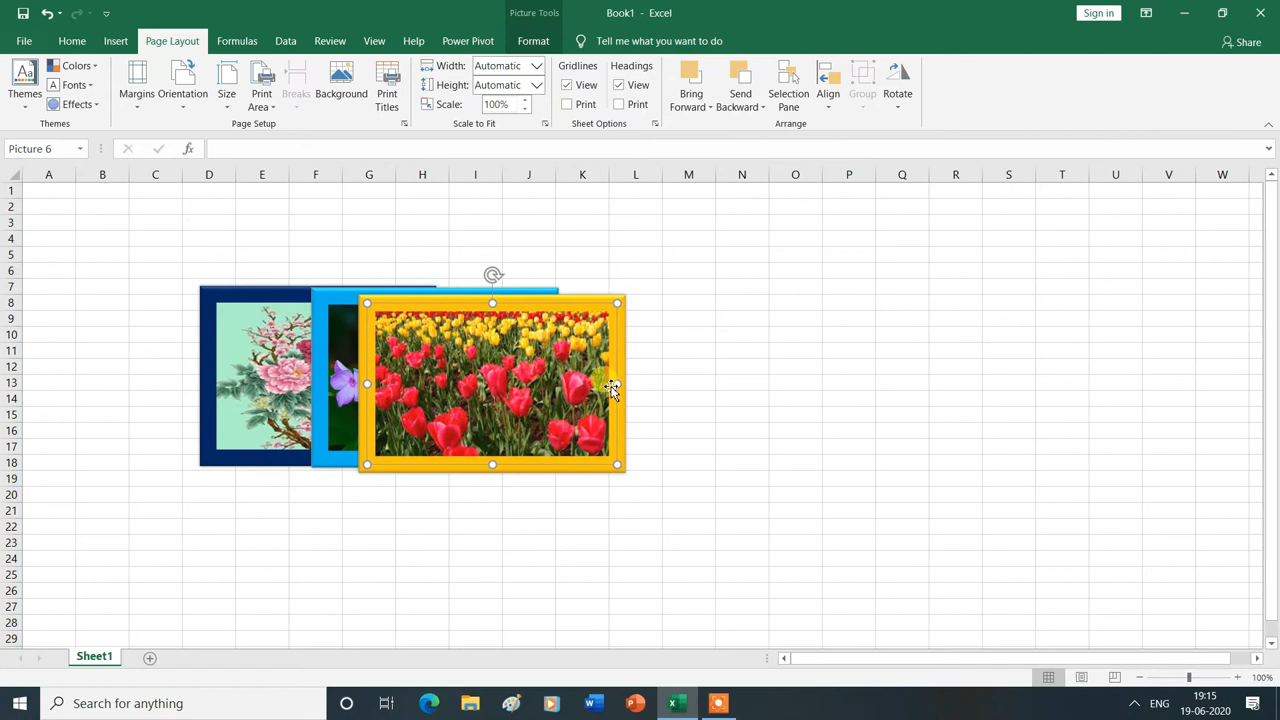 Picture Tools
Book1 - Excel
Sign in
File Home Insert Page Layout Formulas Data Review View Help Power Pivot Format Tell me what you want to do Share
Themes
Colors
Fonts
Effects
Themes
Margins Orientation Size Print Area Breaks Background Print Titles
Page Setup
Width: Automatic
Height: Automatic
Scale: 100%
Scale to Fit
Gridlines Headings
View View
Print Print
Sheet Options
Bring Forward Send Backward Selection Pane Align Group Rotate
Arrange
Picture 6 fx
A B C D E F G H I J K L M N O P Q R S T U V W
1
2
3
4
5
6
7
8
9
10
11
12
13
14
15
16
17
18
19
20
21
22
23
24
25
26
27
28
29
Sheet1
100%
Search for anything
ENG
19:15
19-06-2020